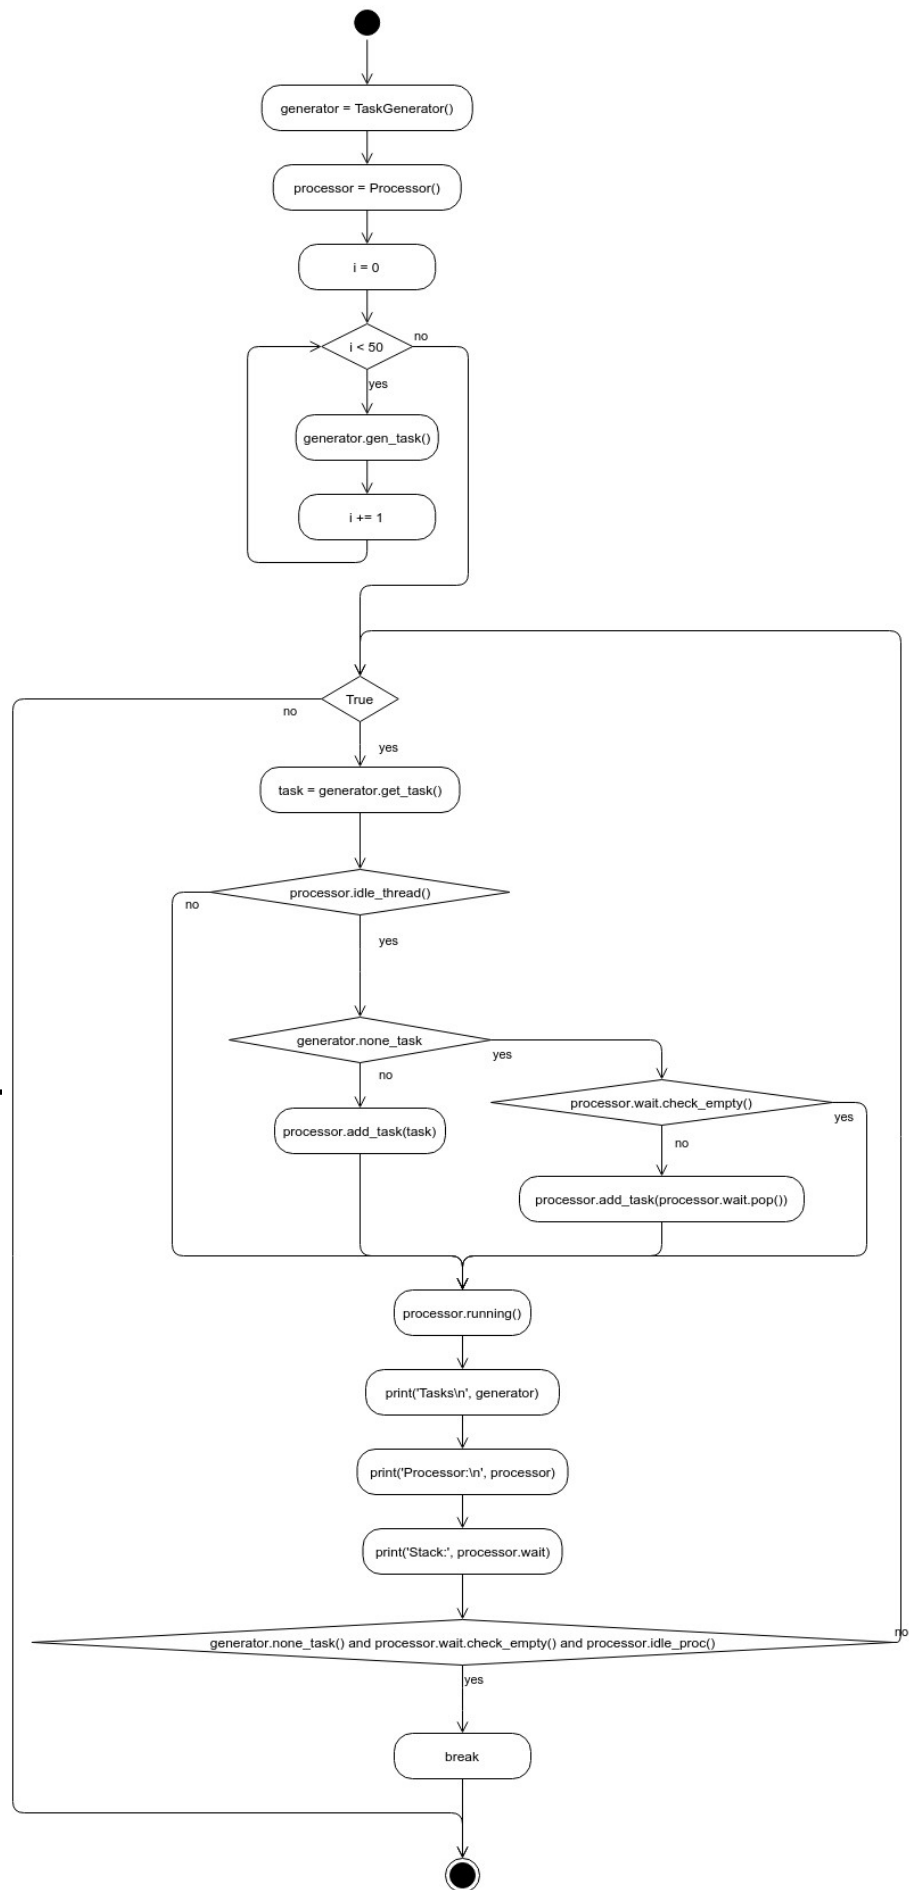 generator = TaskGenerator()
processor = Processor()
i = 0
i < 50
no
yes
generator.gen_task()
i += 1
True
no
yes
task = generator.get_task()
processor.idle_thread()
no
yes
generator.none_task
yes
no
processor.wait.check_empty()
yes
processor.add_task(task)
no
processor.add_task(processor.wait.pop())
processor.running()
print('Tasks\n', generator)
print('Processor:\n', processor)
print('Stack:', processor.wait)
generator.none_task() and processor.wait.check_empty() and processor.idle_proc()
no
yes
break